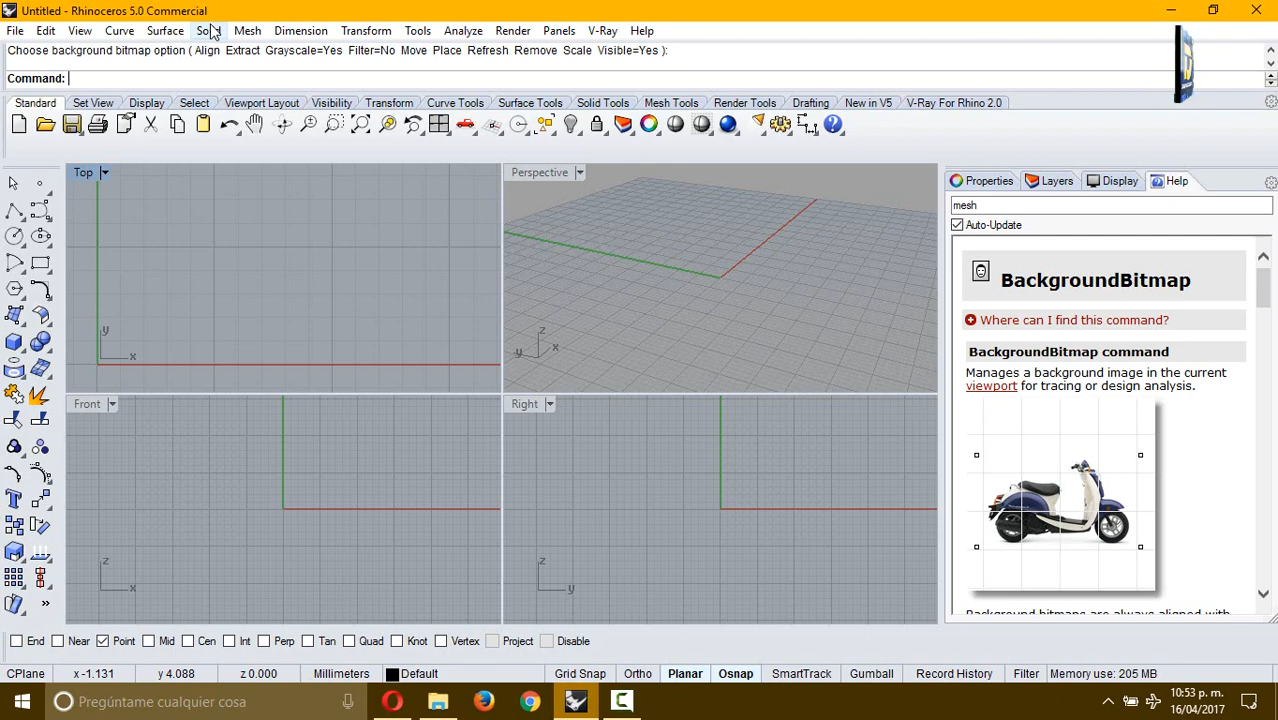 Untitled - Rhinoceros 5.0 Commercial
File Edit View Curve Surface Solid Mesh Dimension Transform Tools Analyze Render Panels V-Ray Help
Choose background bitmap option ( Align Extract Grayscale=Yes Filter=No Move Place Refresh Remove Scale Visible=Yes ):
Command:
Standard Set View Display Select Viewport Layout Visibility Transform Curve Tools Surface Tools Solid Tools Mesh Tools Render Tools Drafting New in V5 V-Ray For Rhino 2.0
Top
Perspective
Properties Layers Display Help
mesh
Auto-Update
BackgroundBitmap
Where can I find this command?
BackgroundBitmap command
Manages a background image in the current
viewport for tracing or design analysis.
y
x
z
y
x
Front
Right
z
x
z
y
Background bitmaps are always aligned with
End Near Point Mid Cen Int Perp Tan Quad Knot Vertex Project Disable
CPlane x -1.131 y 4.088 z 0.000 Millimeters Default Grid Snap Ortho Planar Osnap SmartTrack Gumball Record History Filter Memory use: 205 MB
Pregúntame cualquier cosa
10:53 p. m.
16/04/2017